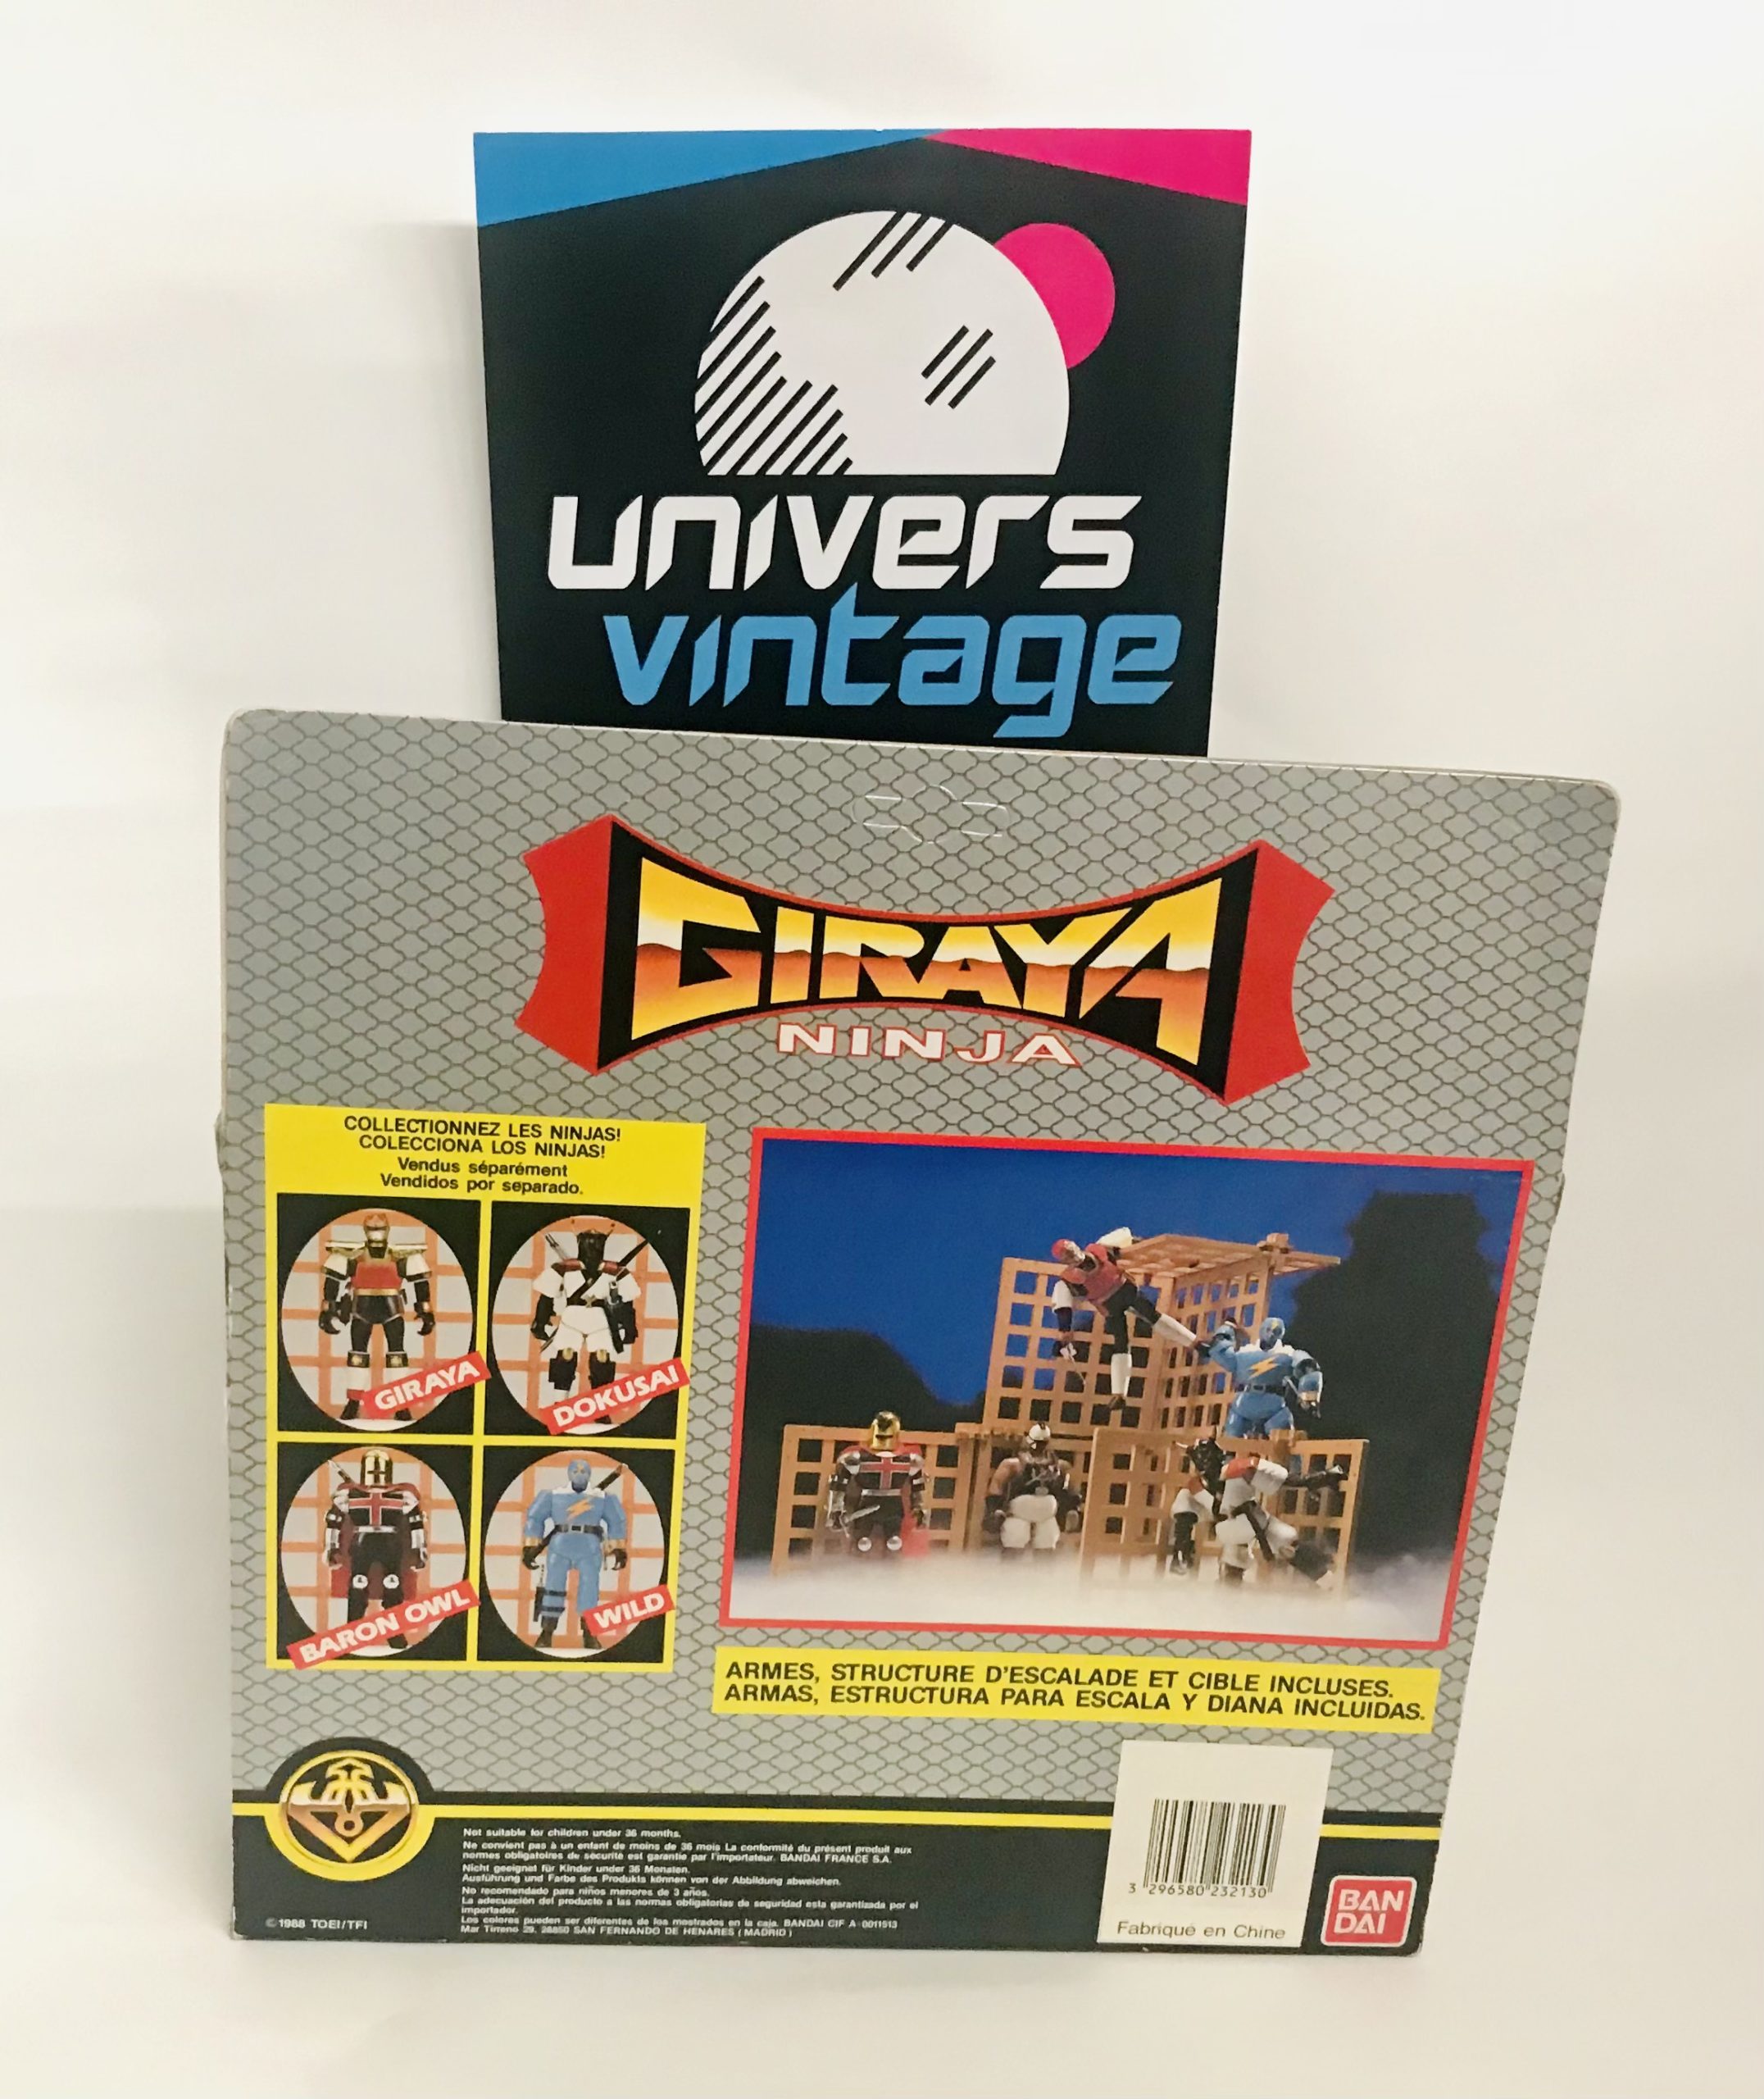 univers
vintage
GIRAYA
NINJA
COLLECTIONNEZ LES NINJAS!
COLECCIONA LOS NINJAS!
Vendus séparément
Vendidos por separado.
GIRAYA
DOKUSAI
BARON OWL
WILD
ARMES, STRUCTURE D'ESCALADE ET CIBLE INCLUSES.
ARMAS, ESTRUCTURA PARA ESCALA Y DIANA INCLUIDAS.
Not suitable for children under 36 months.
Ne convient pas à un enfant de moins de 36 mois La conformité du présent produit aux
normes obligatoires de sécurité est garantie par l'importateur. BANDAI FRANCE S.A.
Nicht geeignet für Kinder under 36 Monaten.
Ausführung und Farbe des Produkts können von der Abbildung abweichen.
No recomendado para niños menores de 3 años.
La adecuación del producto a las normas obligatorias de seguridad esta garantizada por el
importador.
Los colores pueden ser diferentes de los mostrados en la caja. BANDAI CIF A-0011513
Mar Tirreno 29. 28850 SAN FERNANDO DE HENARES (MADRID)
© 1988 TOEI/TFI
3 296580 232130
Fabriqué en Chine
BAN
DAI